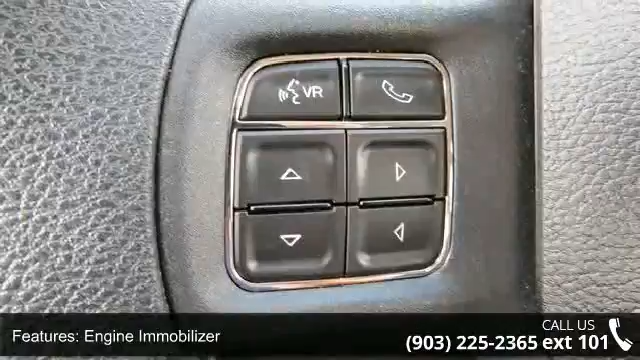 VR
Features: Engine Immobilizer
CALL US
(903) 225-2365 ext 101